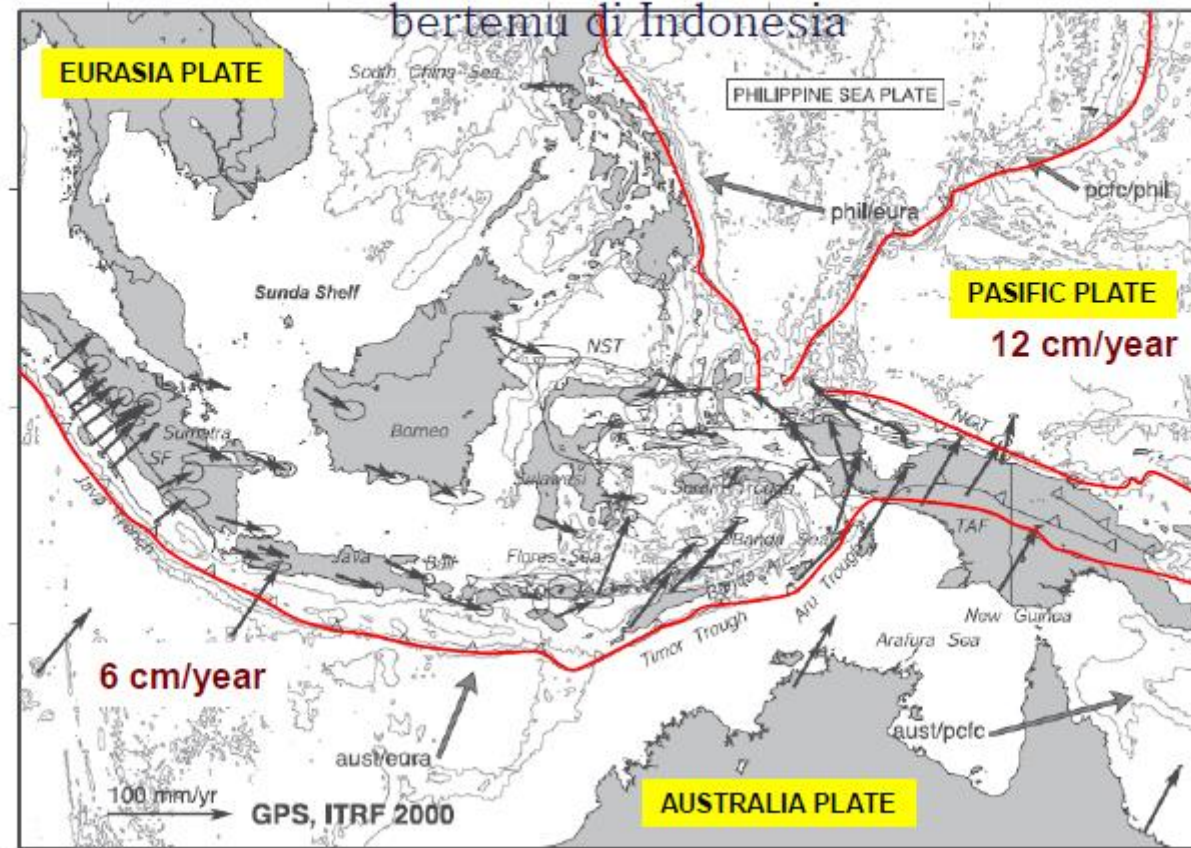 bertemu di Indonesia
EURASIA PLATE
South China Sea
PHILIPPINE SEA PLATE
pcfc/phil
phil/eura
Sunda Shelf
PASIFIC PLATE
12 cm/year
NST
NGT
Sumatra
SF
Borneo
Sulawesi
Java Trench
TAF
Java
Bali
Flores Sea
Banda Sea
Aru Trough
Timor Trough
New Guinea
Arafura Sea
6 cm/year
aust/eura
aust/pcfc
100 mm/yr
GPS, ITRF 2000
AUSTRALIA PLATE